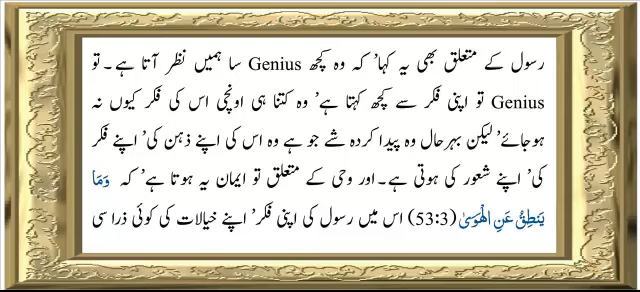 رسول کے متعلق بھی یہ کہا' کہ وہ کچھ Genius سا ہمیں نظر آتا ہے۔ تو
Genius تو اپنی فکر سے کچھ کہتا ہے' وہ کتنا ہی اونچی اس کی فکر کیوں نہ
ہوجائے' لیکن بہرحال وہ پیدا کردہ شے جو ہے وہ اس کی اپنے ذہن کی' اپنے فکر
کی' اپنے شعور کی ہوتی ہے۔ اور وحی کے متعلق تو ایمان یہ ہوتا ہے' کہ وَمَا
يَنطِقُ عَنِ الْهَوَىٰ (53:3) اس میں رسول کی اپنی فکر' اپنے خیالات کی کوئی ذرا سی